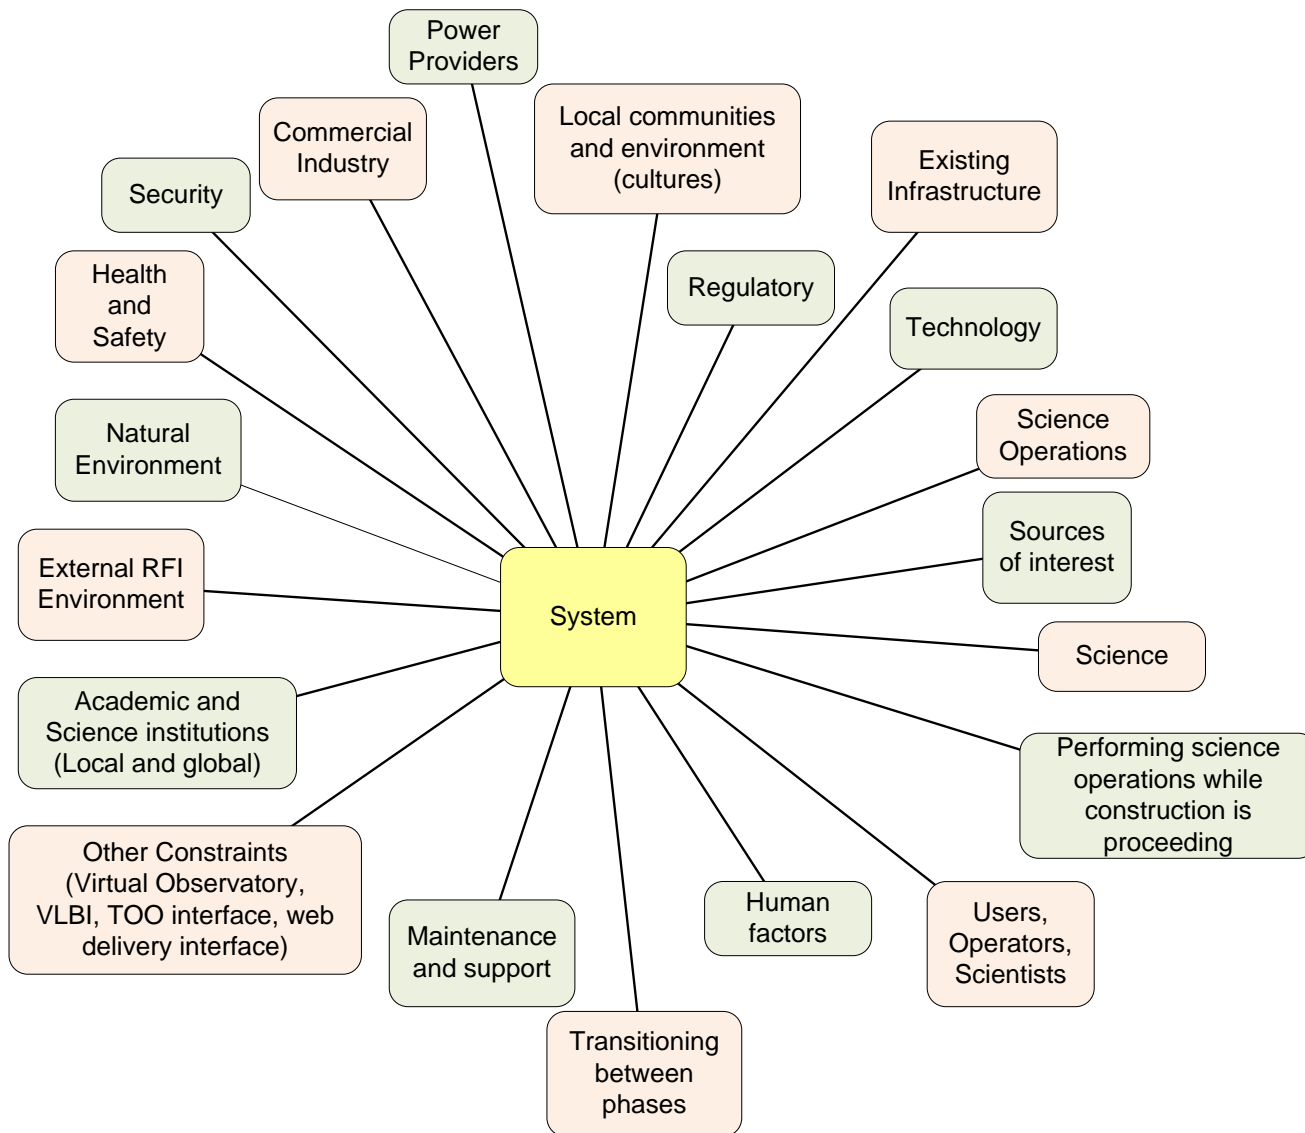 Power
Providers
Local communities
and environment
(cultures)
Commercial
Industry
Existing
Infrastructure
Security
Health
and
Safety
Regulatory
Technology
Natural
Environment
Science
Operations
Sources
of interest
External RFI
Environment
System
Science
Academic and
Science institutions
(Local and global)
Performing science
operations while
construction is
proceeding
Other Constraints
(Virtual Observatory,
VLBI, TOO interface, web
delivery interface)
Human
factors
Users,
Operators,
Scientists
Maintenance
and support
Transitioning
between
phases